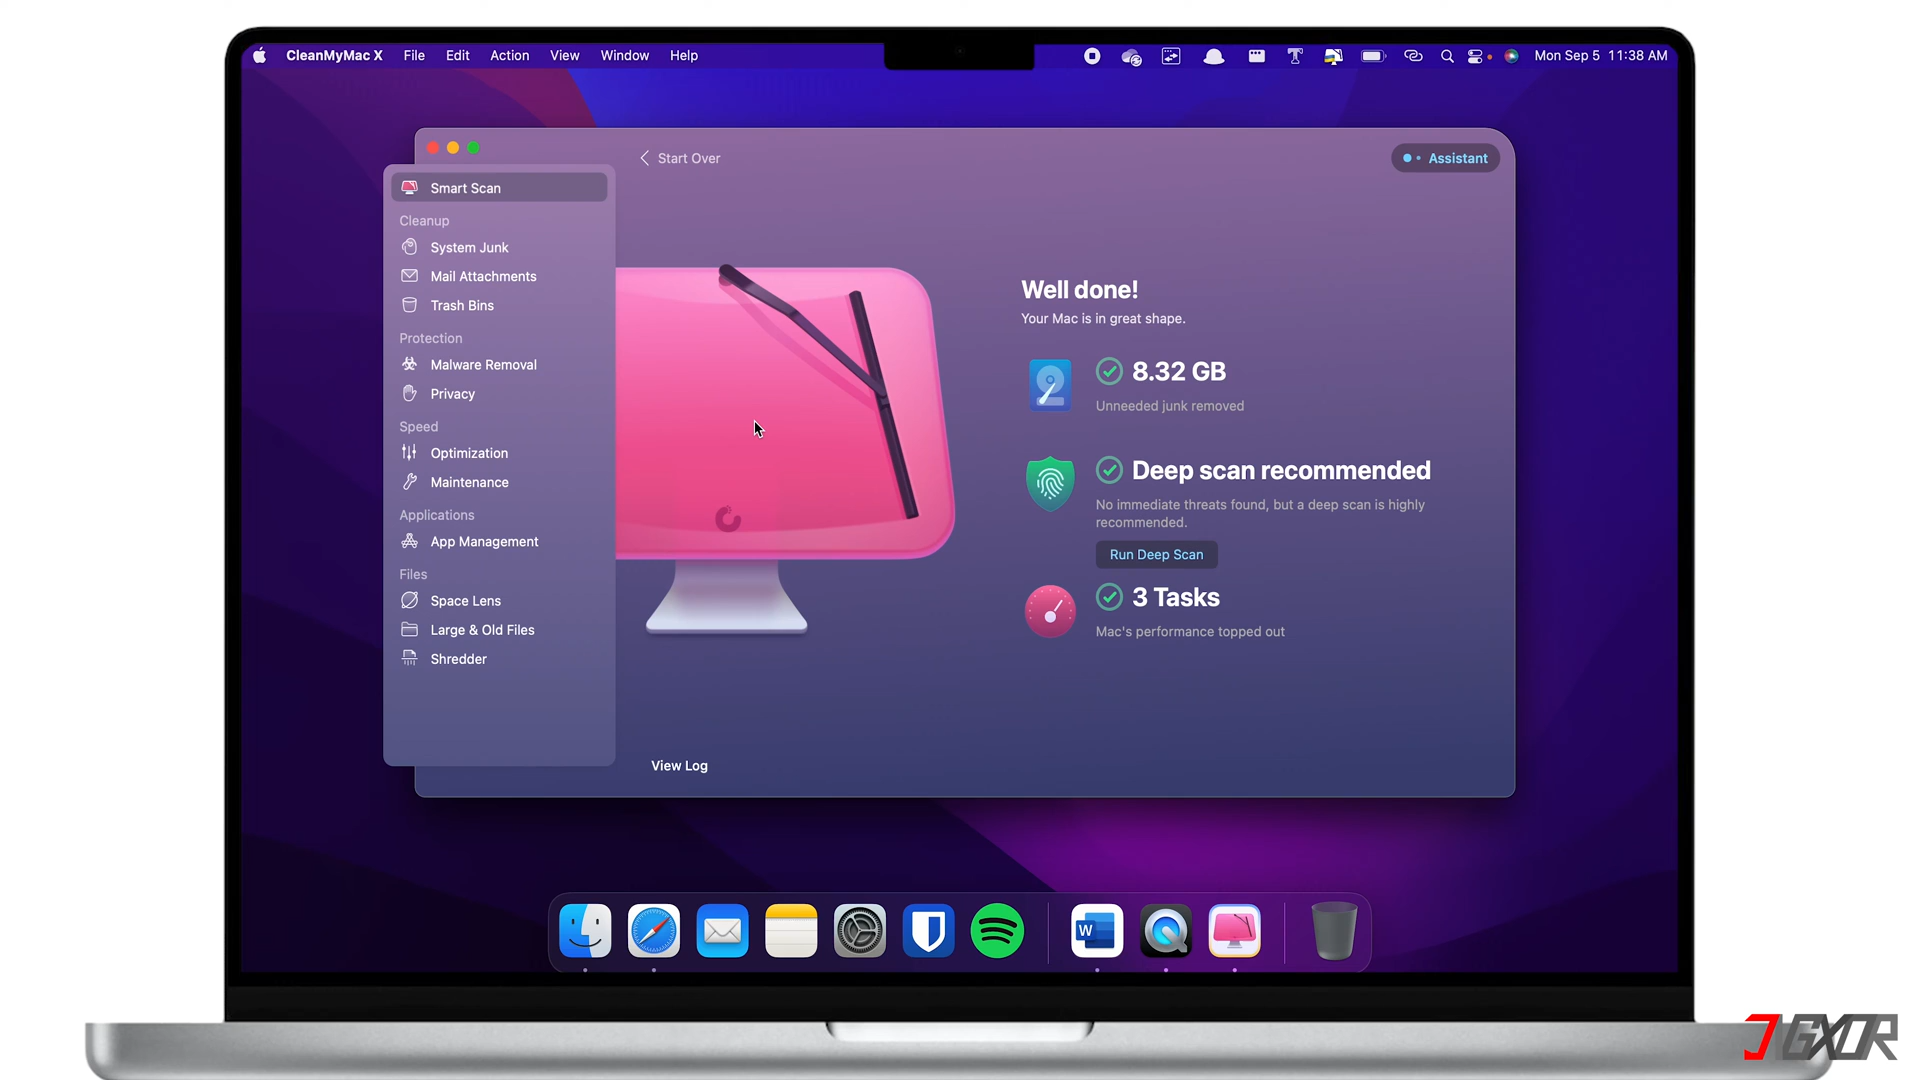 CleanMyMac X File Edit Action View Window Help Mon Sep 5 11:38 AM
Start Over
Assistant
Smart Scan
Cleanup
System Junk
Mail Attachments
Trash Bins
Protection
Malware Removal
Privacy
Speed
Optimization
Maintenance
Applications
App Management
Files
Space Lens
Large & Old Files
Shredder
Well done!
Your Mac is in great shape.
8.32 GB
Unneeded junk removed
Deep scan recommended
No immediate threats found, but a deep scan is highly
recommended.
Run Deep Scan
3 Tasks
Mac's performance topped out
View Log
W
JGXOR